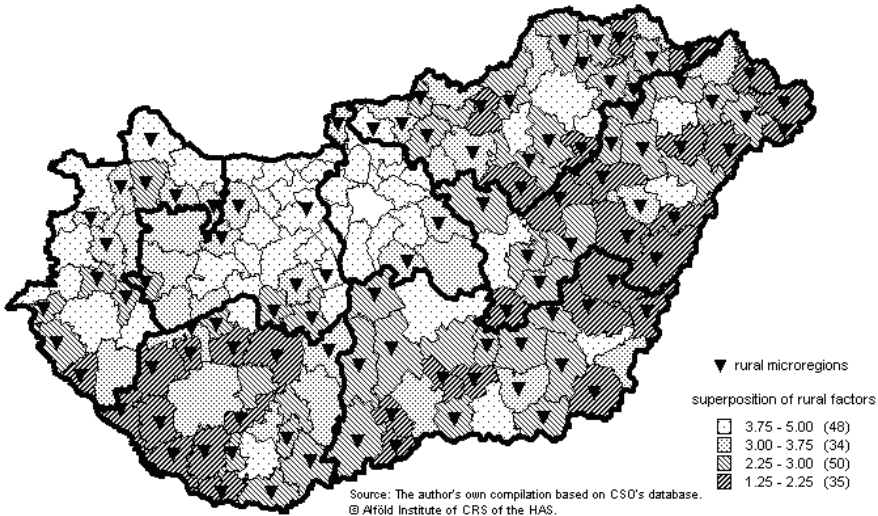 rural microregions
superposition of rural factors
3.75 - 5.00 (48)
3.00 - 3.75 (34)
2.25 - 3.00 (50)
1.25 - 2.25 (35)
Source: The author's own compilation based on CSO's database.
© Alföld Institute of CRS of the HAS.